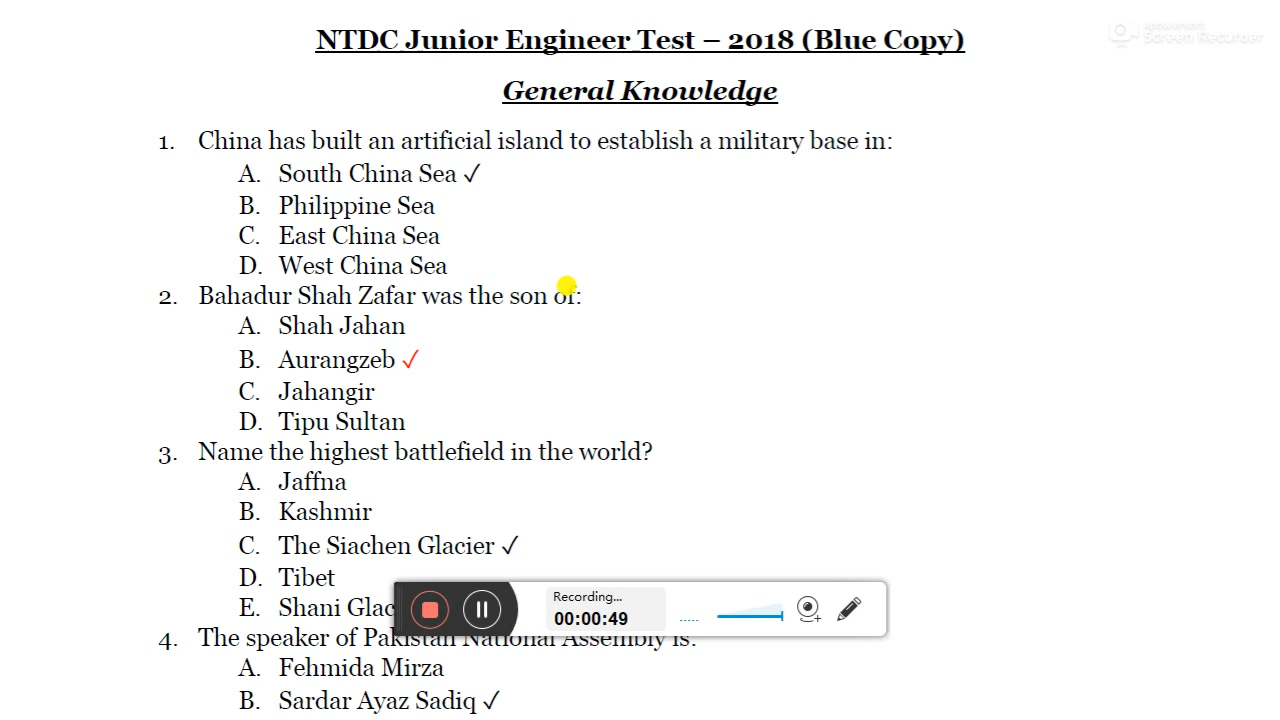 NTDC Junior Engineer Test – 2018 (Blue Copy)
Apowersoft
Screen Recorder
General Knowledge
1. China has built an artificial island to establish a military base in:
A. South China Sea ✓
B. Philippine Sea
C. East China Sea
D. West China Sea
2. Bahadur Shah Zafar was the son of:
A. Shah Jahan
B. Aurangzeb ✓
C. Jahangir
D. Tipu Sultan
3. Name the highest battlefield in the world?
A. Jaffna
B. Kashmir
C. The Siachen Glacier ✓
D. Tibet
E. Shani Glac
Recording...
00:00:49
4. The speaker of Pakistan National Assembly is:
A. Fehmida Mirza
B. Sardar Ayaz Sadiq ✓